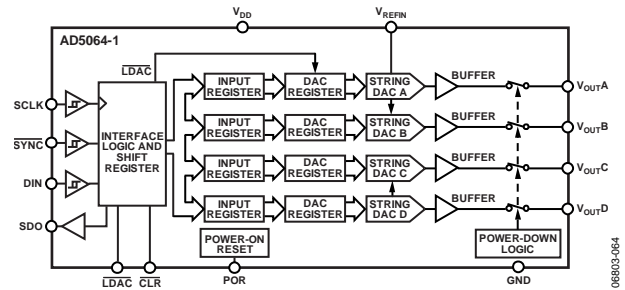 VDD
VREFIN
AD5064-1
LDAC
SCLK
SYNC
DIN
SDO
INTERFACE
LOGIC AND
SHIFT
REGISTER
INPUT
REGISTER
DAC
REGISTER
STRING
DAC A
BUFFER
VOUTA
INPUT
REGISTER
DAC
REGISTER
STRING
DAC B
BUFFER
VOUTB
INPUT
REGISTER
DAC
REGISTER
STRING
DAC C
BUFFER
VOUTC
INPUT
REGISTER
DAC
REGISTER
STRING
DAC D
BUFFER
VOUTD
POWER-ON
RESET
POWER-DOWN
LOGIC
LDAC
CLR
POR
GND
06803-064